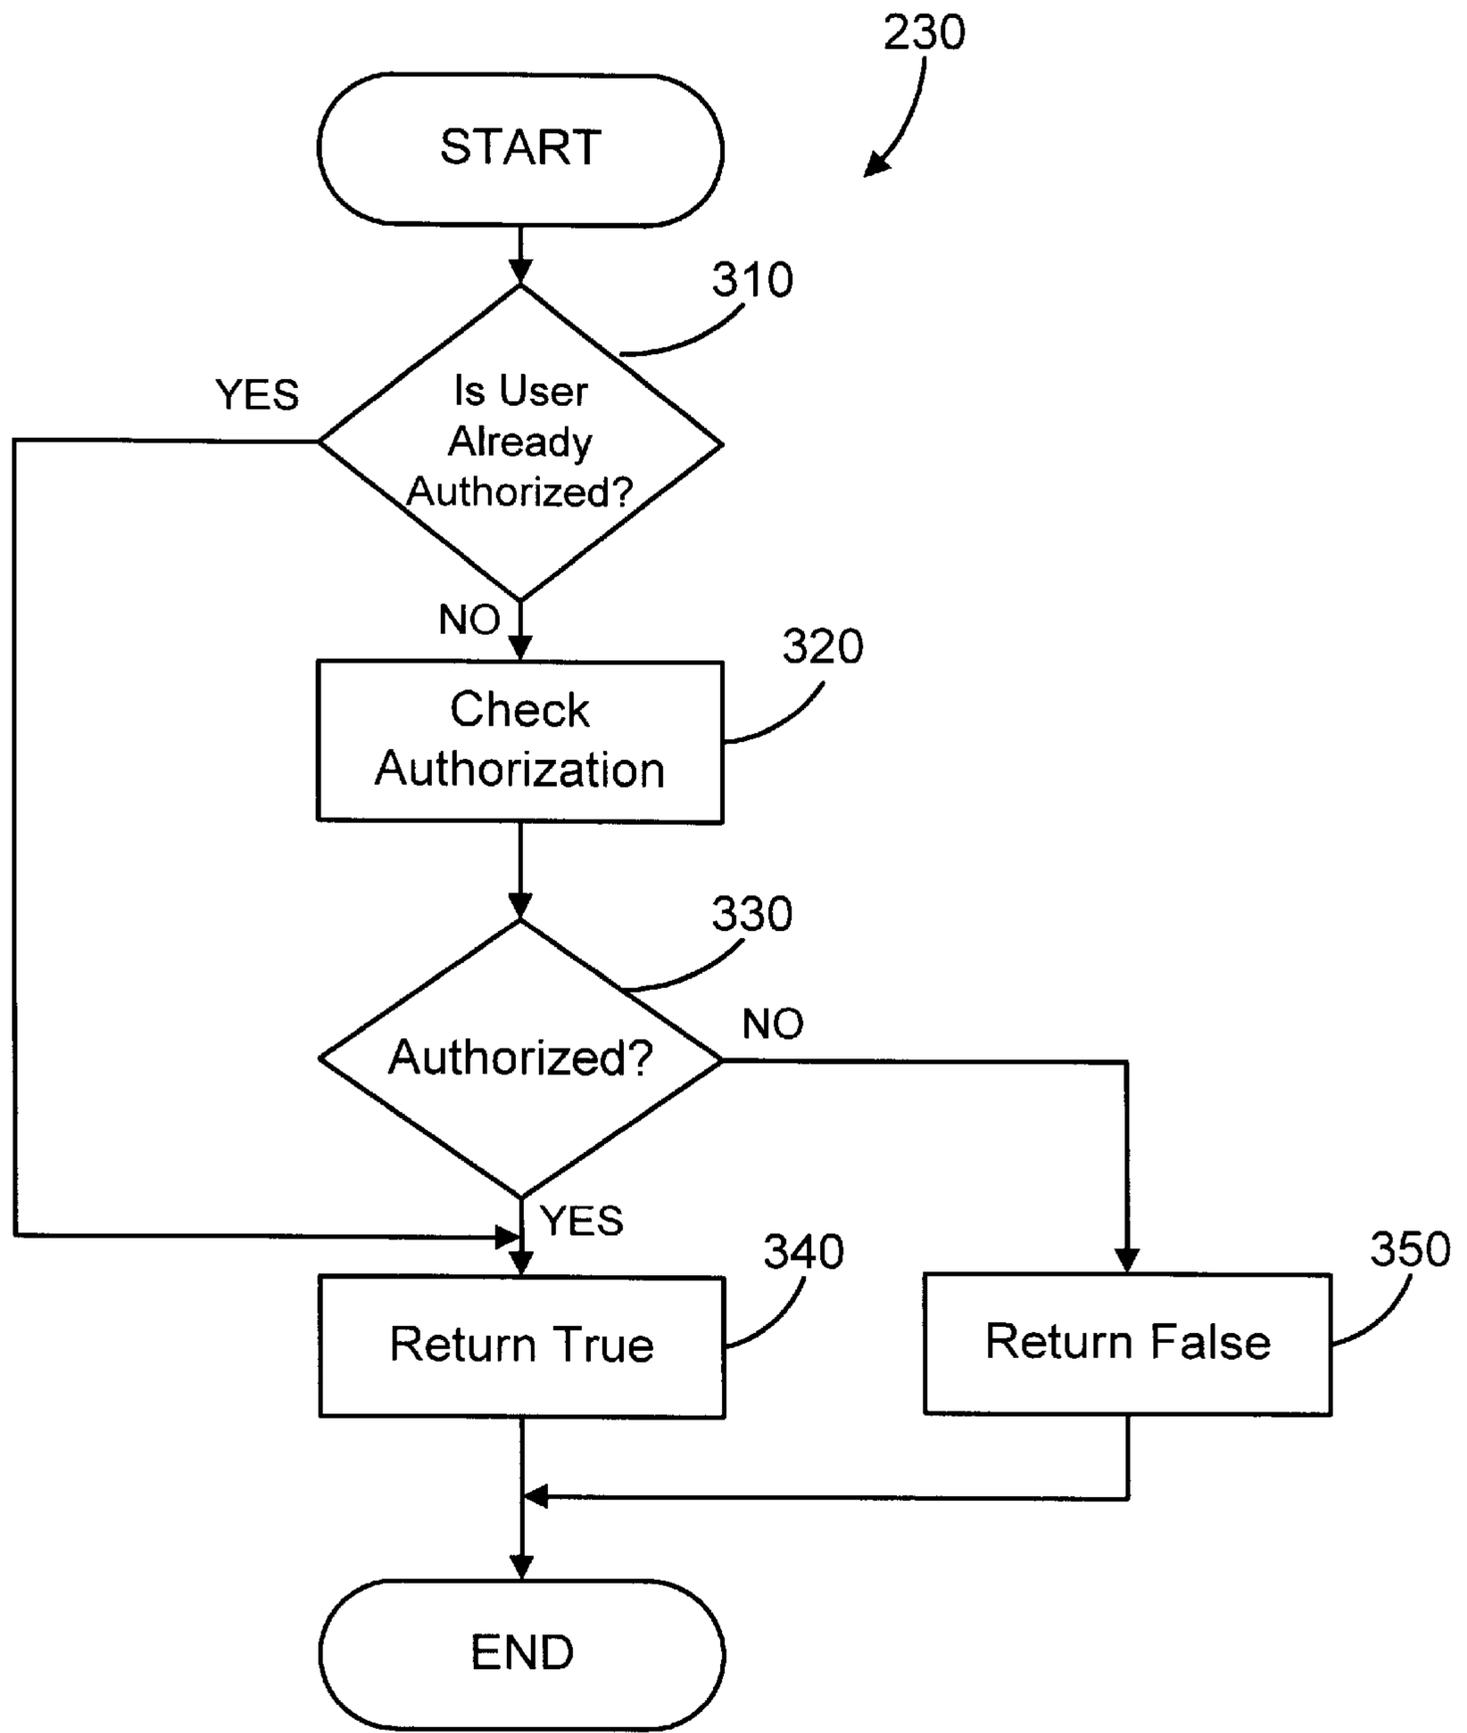 230
START
310
YES
Is User
Already
Authorized?
NO
320
Check
Authorization
330
NO
Authorized?
YES
340
350
Return True
Return False
END